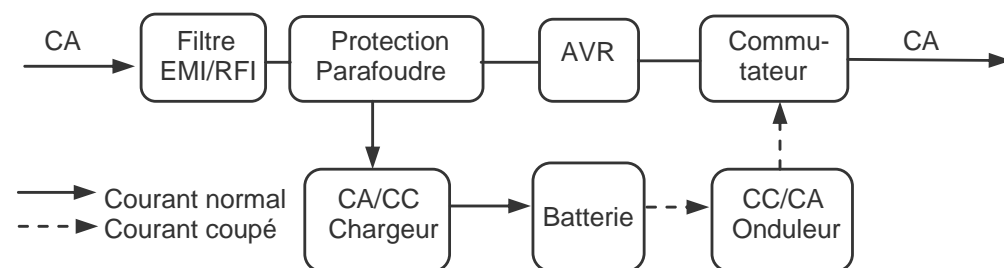 CA
Filtre
EMI/RFI
Protection
Parafoudre
AVR
Commu-
tateur
CA
Courant normal
Courant coupé
CA/CC
Chargeur
Batterie
CC/CA
Onduleur